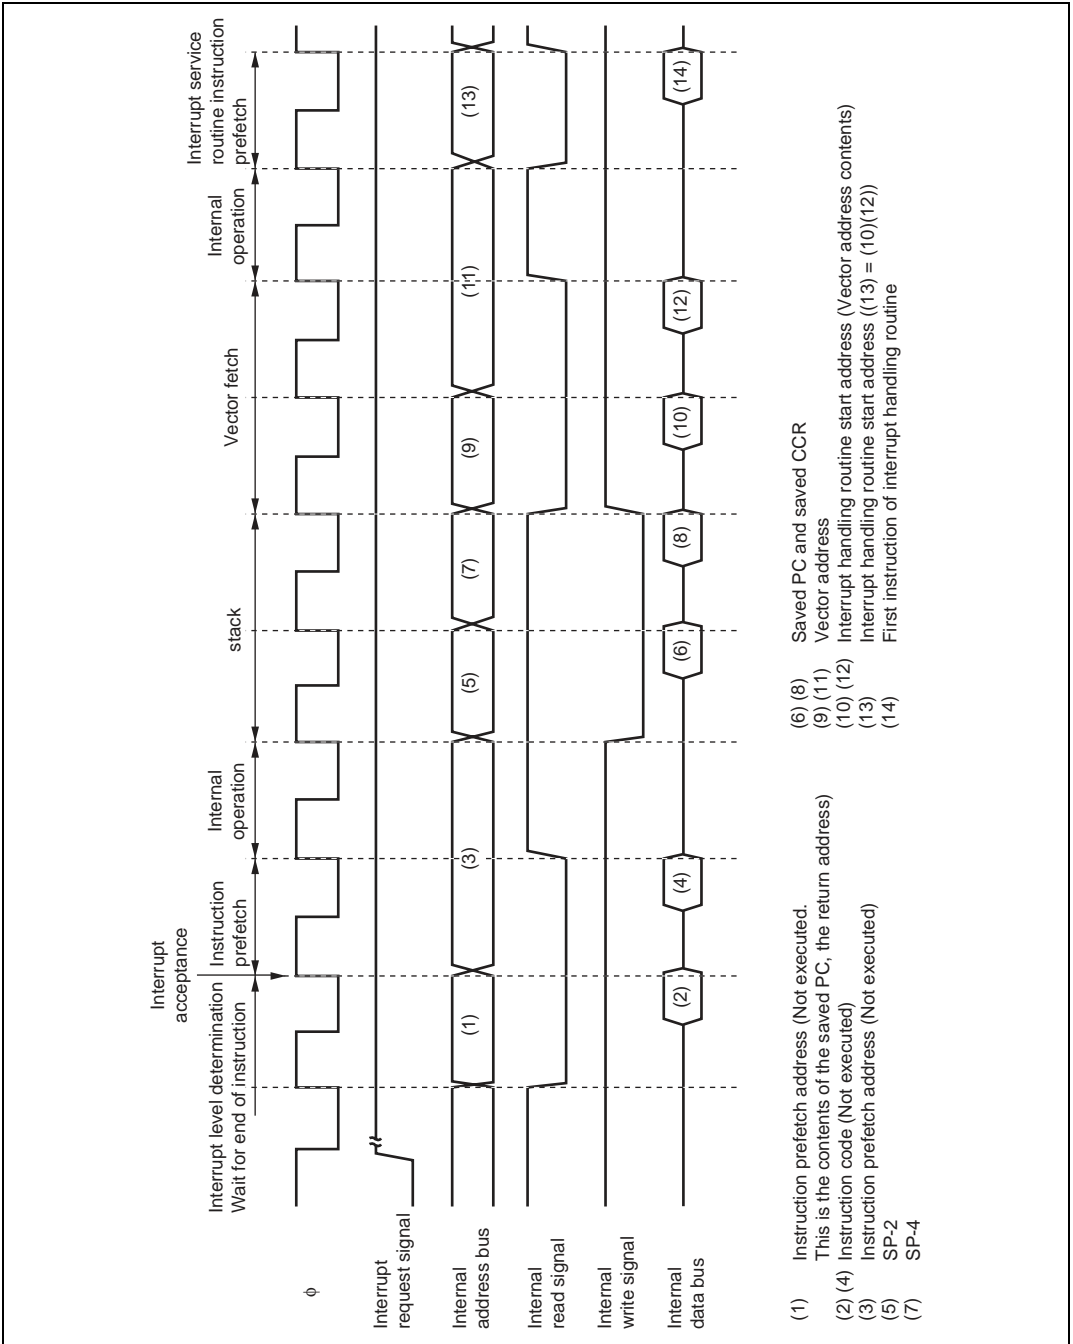 Interrupt
acceptance
Interrupt level determination
Wait for end of instruction
Instruction
prefetch
Internal
operation
stack
Vector fetch
Internal
operation
Interrupt service
routine instruction
prefetch
φ
Interrupt
request signal
Internal
address bus
(1)
(3)
(5)
(7)
(9)
(11)
(13)
Internal
read signal
Internal
write signal
Internal
data bus
(2)
(4)
(6)
(8)
(10)
(12)
(14)
(1) Instruction prefetch address (Not executed.
This is the contents of the saved PC, the return address)
(2) (4) Instruction code (Not executed)
(3) Instruction prefetch address (Not executed)
(5) SP-2
(7) SP-4
(6) (8) Saved PC and saved CCR
(9) (11) Vector address
(10) (12) Interrupt handling routine start address (Vector address contents)
(13) Interrupt handling routine start address ((13) = (10)(12))
(14) First instruction of interrupt handling routine